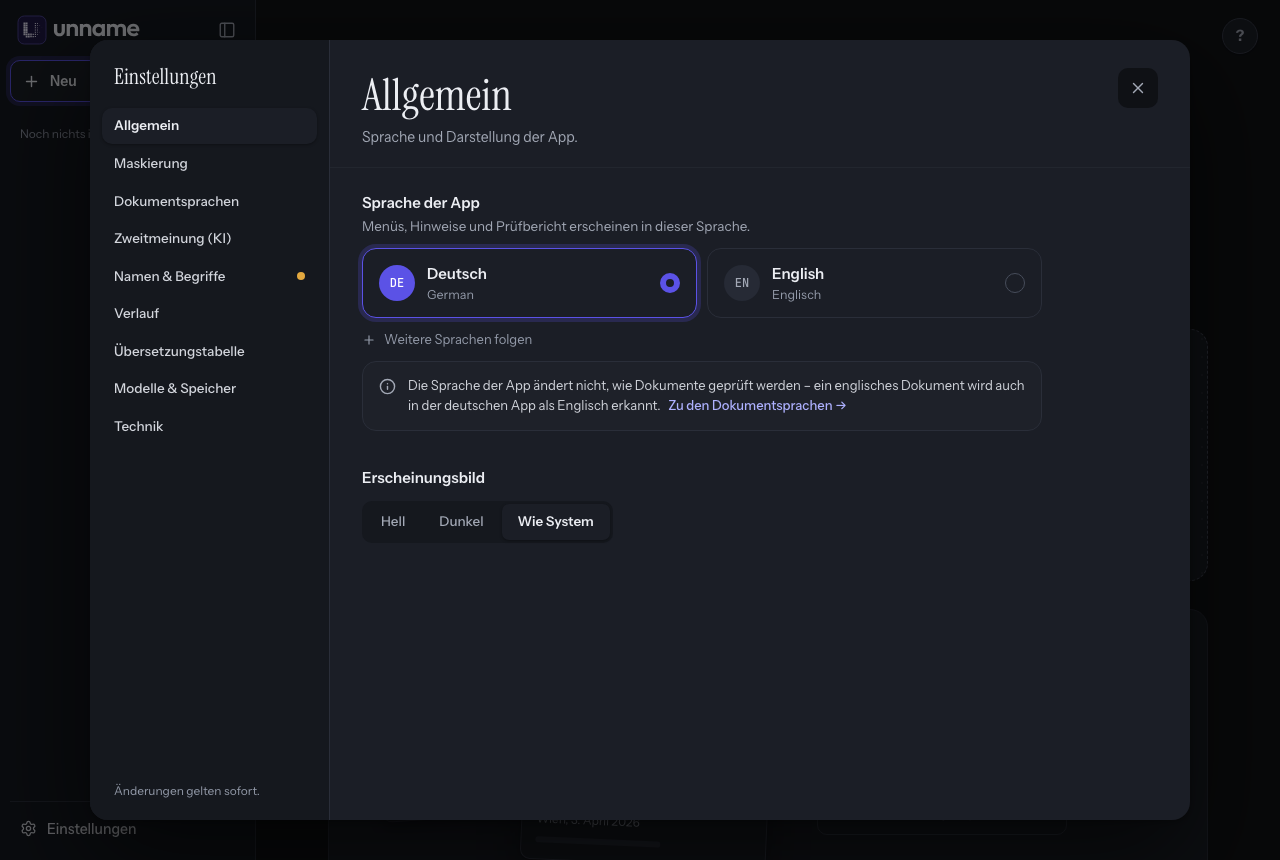 unname
?
Neu
Noch nichts
Einstellungen
Allgemein
Maskierung
Dokumentsprachen
Zweitmeinung (KI)
Namen & Begriffe
Verlauf
Übersetzungstabelle
Modelle & Speicher
Technik
Änderungen gelten sofort.
Allgemein
Sprache und Darstellung der App.
Sprache der App
Menüs, Hinweise und Prüfbericht erscheinen in dieser Sprache.
DE
Deutsch
German
EN
English
Englisch
+ Weitere Sprachen folgen
Die Sprache der App ändert nicht, wie Dokumente geprüft werden – ein englisches Dokument wird auch
in der deutschen App als Englisch erkannt. Zu den Dokumentsprachen →
Erscheinungsbild
Hell
Dunkel
Wie System
Einstellungen
April 2026